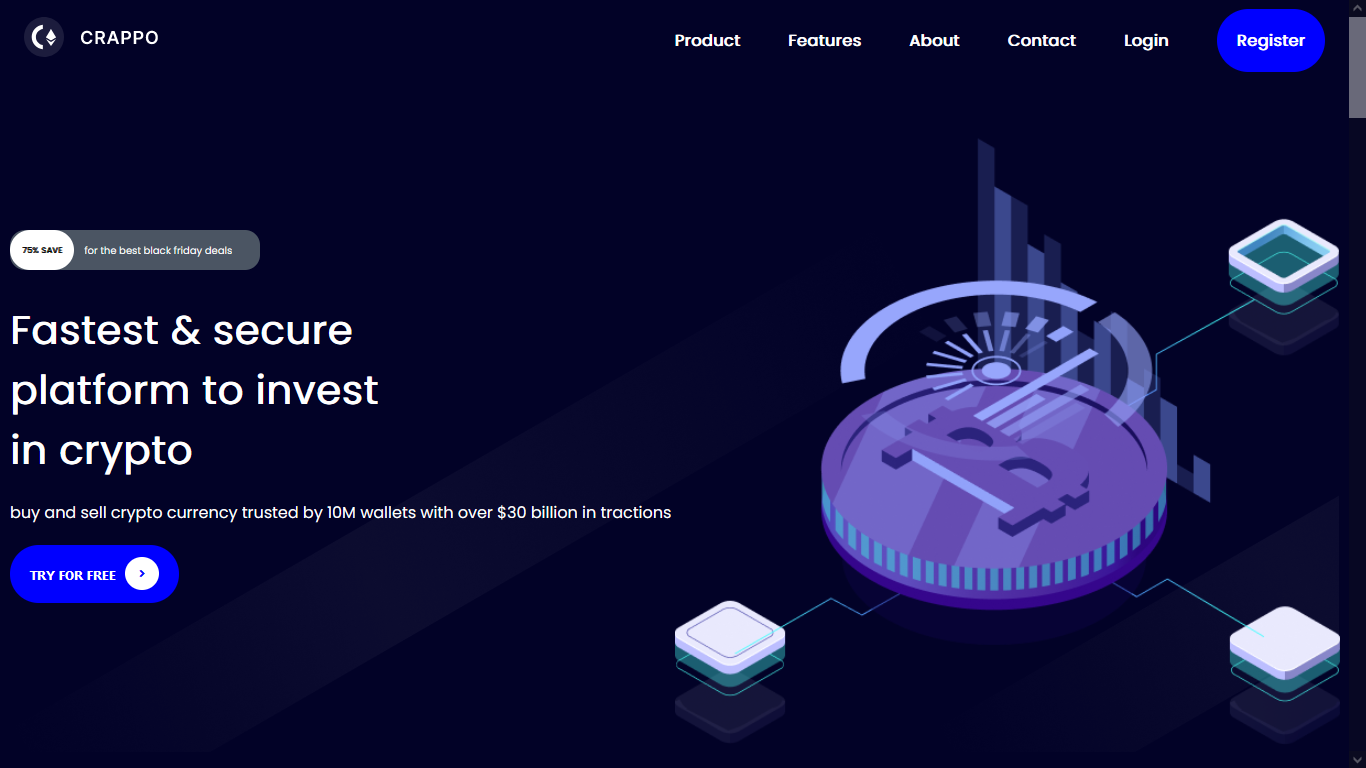 CRAPPO
Product Features About Contact Login Register
75% SAVE for the best black friday deals
Fastest & secure
platform to invest
in crypto
buy and sell crypto currency trusted by 10M wallets with over $30 billion in tractions
TRY FOR FREE